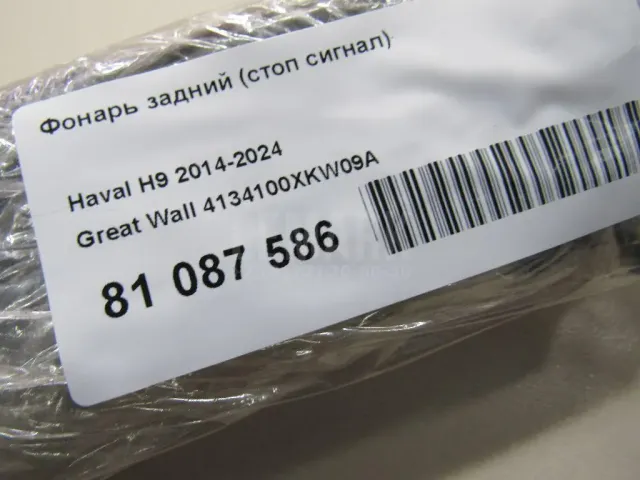 Фонарь задний (стоп сигнал)
Haval H9 2014-2024
Great Wall 4134100XKW09A
81 087 586